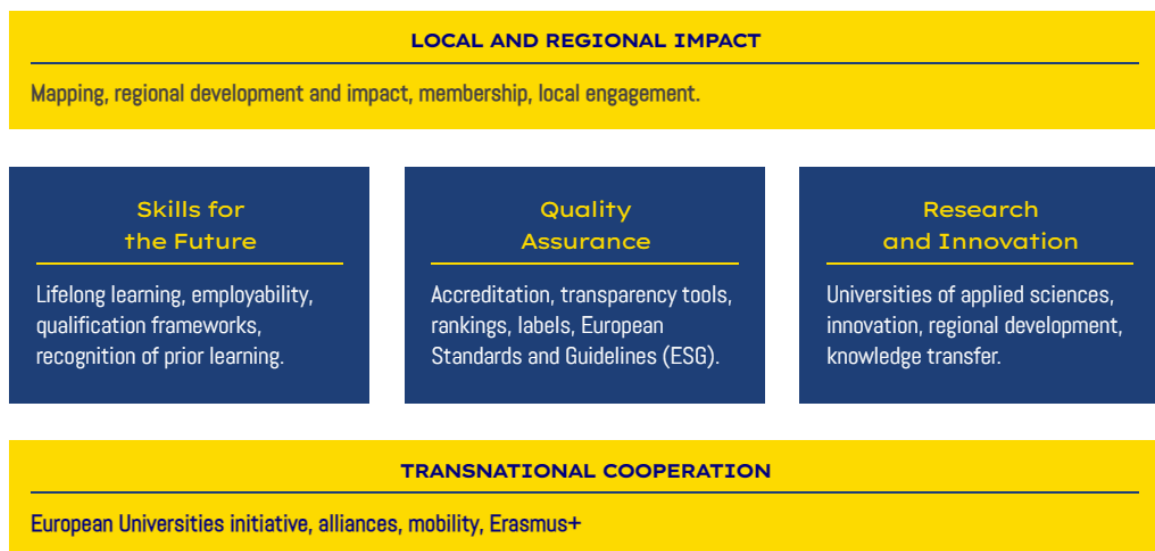 LOCAL AND REGIONAL IMPACT
Mapping, regional development and impact, membership, local engagement.
Skills for
the Future
Lifelong learning, employability,
qualification frameworks,
recognition of prior learning.
Quality
Assurance
Accreditation, transparency tools,
rankings, labels, European
Standards and Guidelines (ESG).
Research
and Innovation
Universities of applied sciences,
innovation, regional development,
knowledge transfer.
TRANSNATIONAL COOPERATION
European Universities initiative, alliances, mobility, Erasmus+